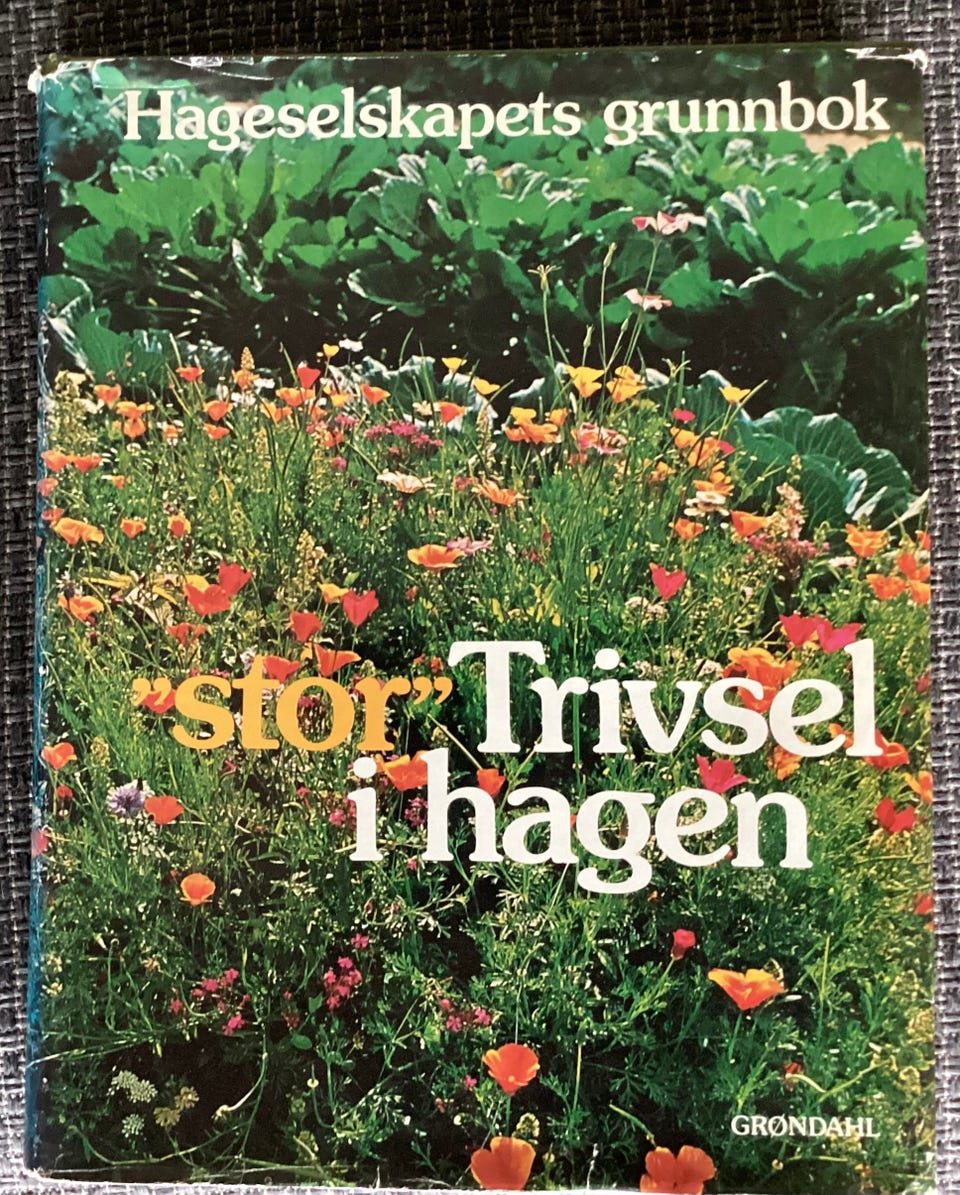 Hageselskapets grunnbok
”stor” Trivsel
i hagen
GRØNDAHL